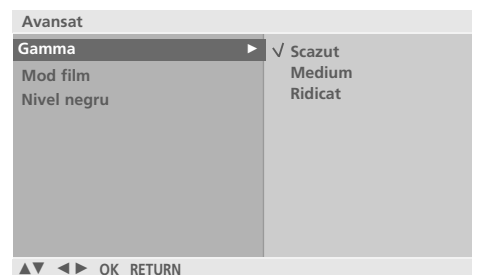 Avansat
Gamma ► √ Scazut
Mod film Medium
Nivel negru Ridicat
▲▼ ◄► OK RETURN